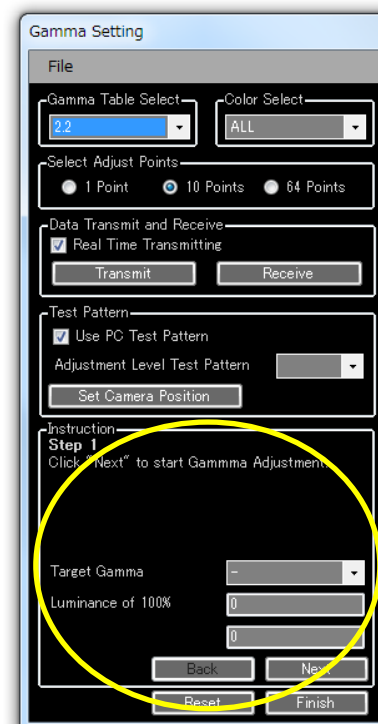 Gamma Setting
File
Gamma Table Select
Color Select
2.2
ALL
Select Adjust Points
1 Point
10 Points
64 Points
Data Transmit and Receive
Real Time Transmitting
Transmit
Receive
Test Pattern
Use PC Test Pattern
Adjustment Level Test Pattern
Set Camera Position
Instruction
Step 1
Click "Next" to start Gammma Adjustment.
Target Gamma
-
Luminance of 100%
0
0
Back
Next
Reset
Finish